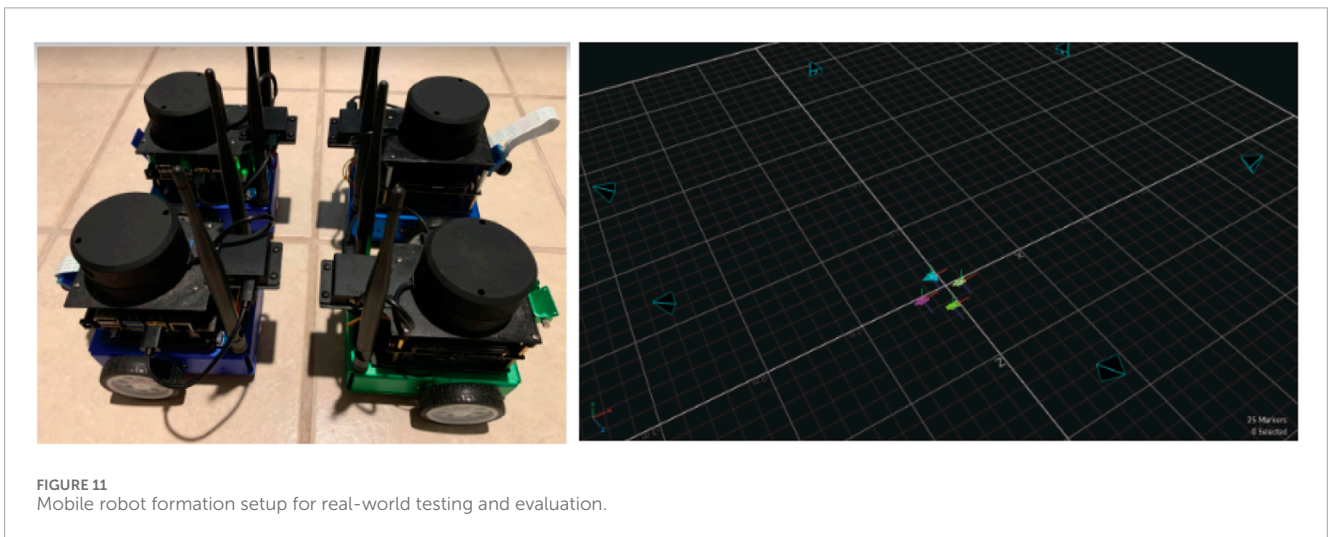 X
Z
25 Markers
0 Selected
FIGURE 11
Mobile robot formation setup for real-world testing and evaluation.